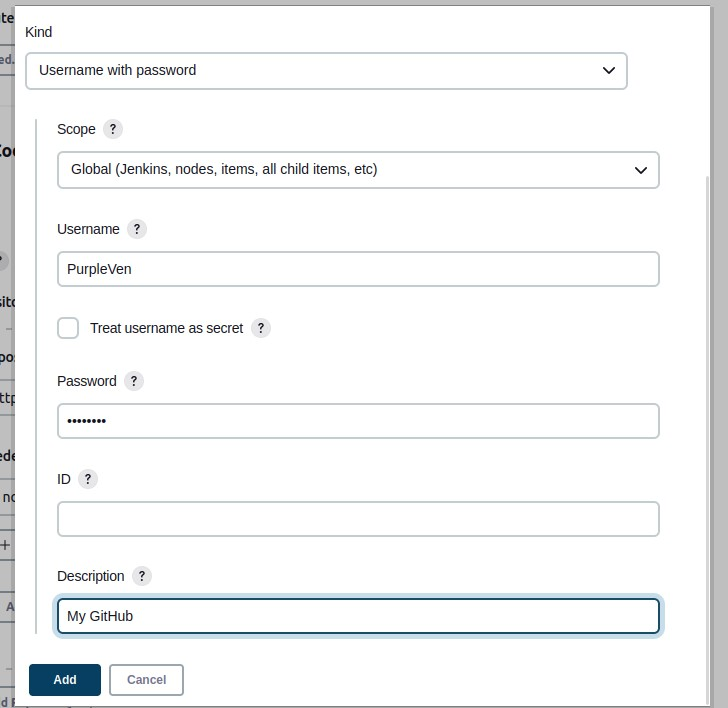 Kind
Username with password
Scope ?
Global (Jenkins, nodes, items, all child items, etc)
Username ?
PurpleVen
Treat username as secret ?
Password ?
••••••••
ID ?
Description ?
My GitHub
Add Cancel